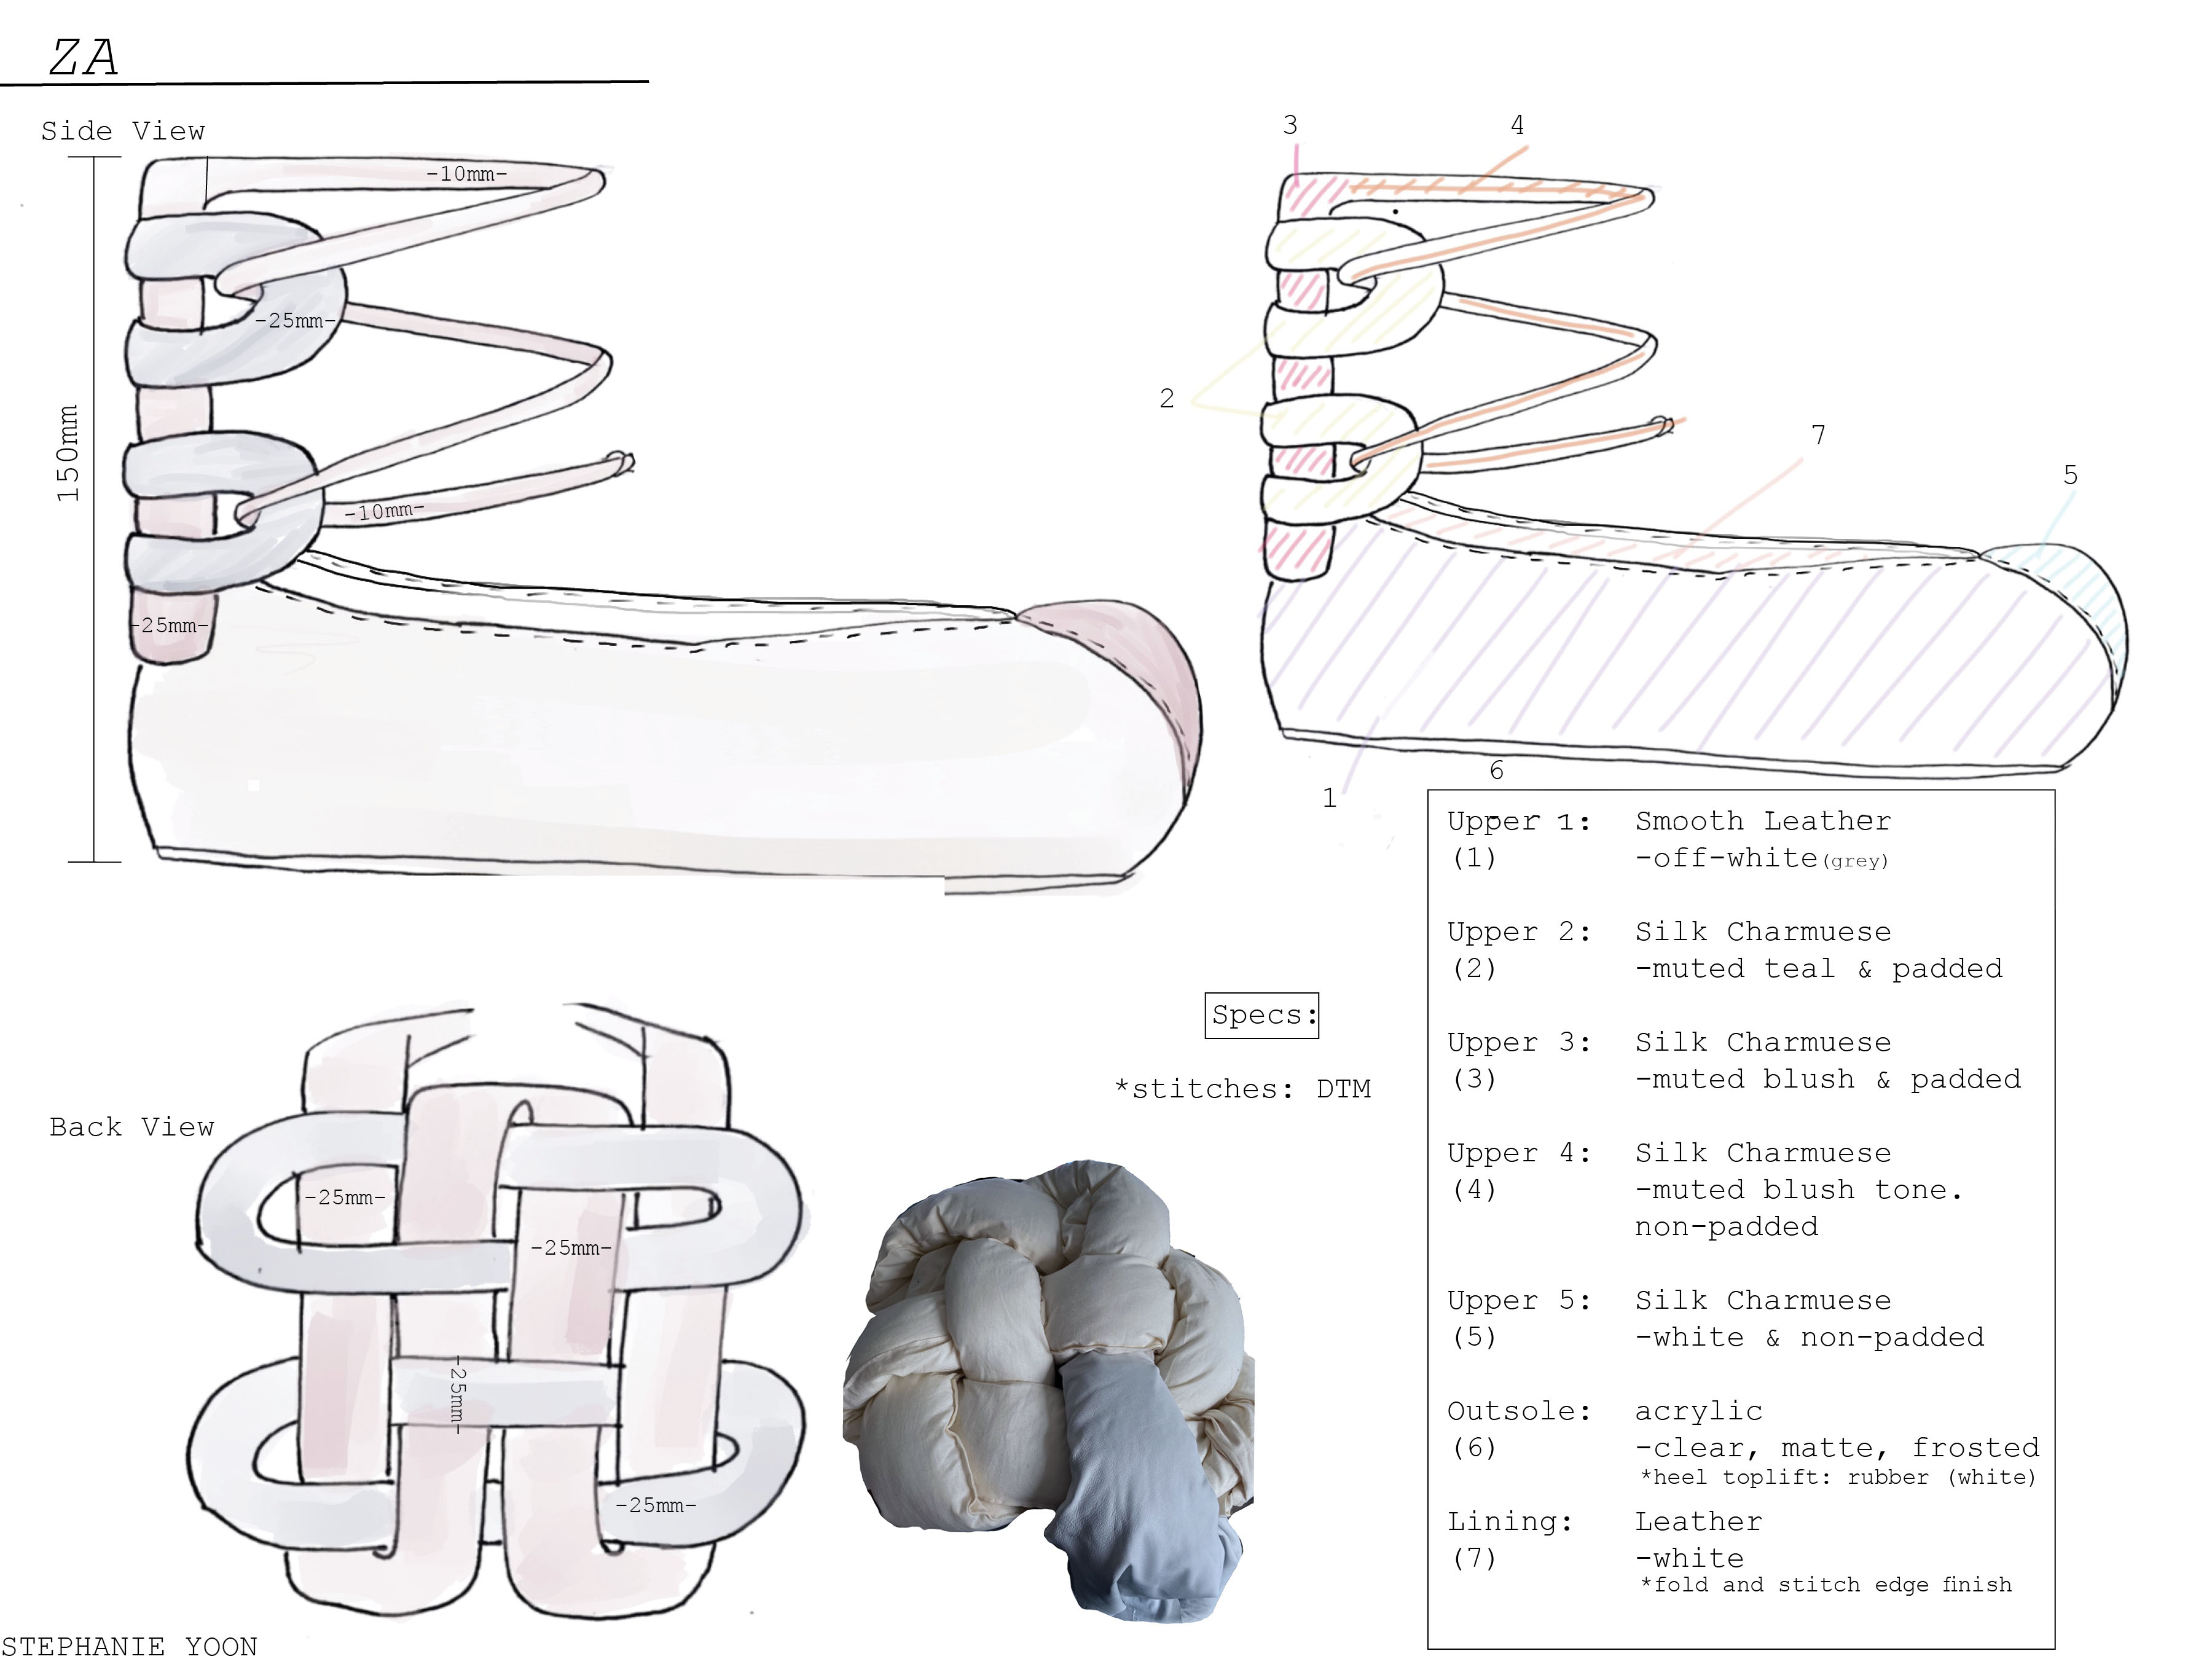 ZA
Side View
-10mm-
-25mm-
150mm
-10mm-
-25mm-
3
4
2
7
5
6
1
Upper 1: Smooth Leather
(1) -off-white(grey)
Upper 2: Silk Charmuese
(2) -muted teal & padded
Upper 3: Silk Charmuese
(3) -muted blush & padded
Upper 4: Silk Charmuese
(4) -muted blush tone.
non-padded
Upper 5: Silk Charmuese
(5) -white & non-padded
Outsole: acrylic
(6) -clear, matte, frosted
*heel toplift: rubber (white)
Lining: Leather
(7) -white
*fold and stitch edge finish
Specs:
*stitches: DTM
Back View
-25mm-
-25mm-
-25mm-
-25mm-
STEPHANIE YOON